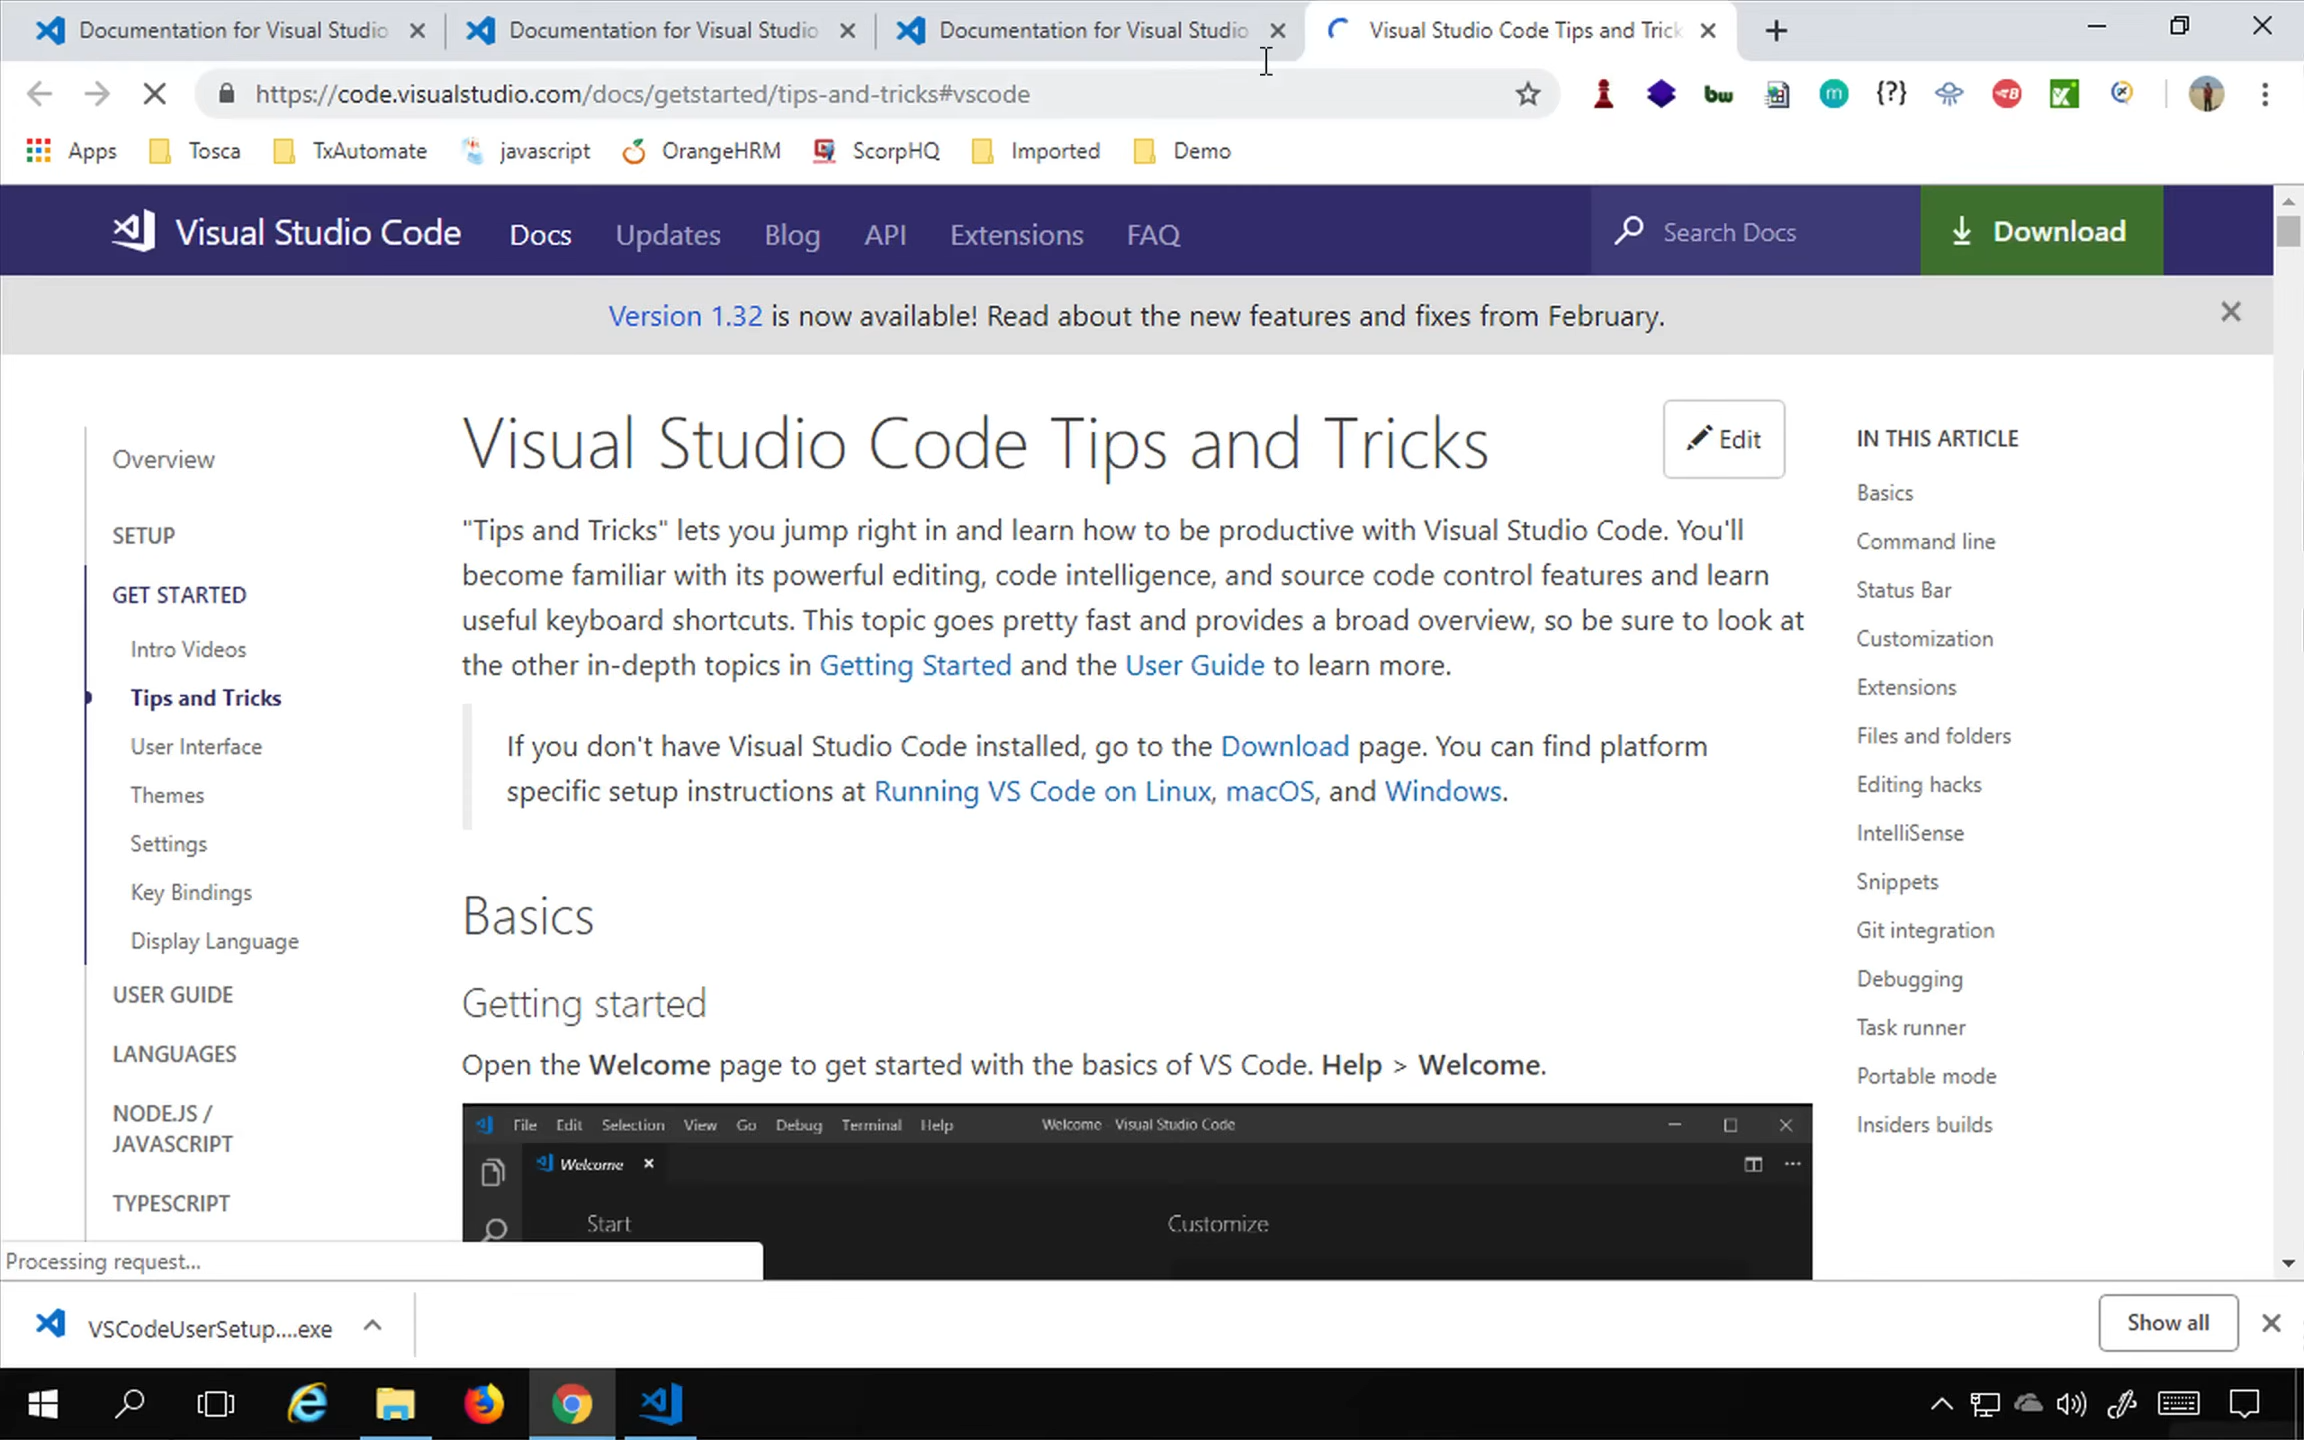 Documentation for Visual Studio
Documentation for Visual Studio
Documentation for Visual Studio
Visual Studio Code Tips and Trick
https://code.visualstudio.com/docs/getstarted/tips-and-tricks#vscode
bw
m
{?}
B
Apps
Tosca
TxAutomate
javascript
OrangeHRM
ScorpHQ
Imported
Demo
Visual Studio Code
Docs
Updates
Blog
API
Extensions
FAQ
Search Docs
Download
Version 1.32 is now available! Read about the new features and fixes from February.
Overview
SETUP
GET STARTED
Intro Videos
Tips and Tricks
User Interface
Themes
Settings
Key Bindings
Display Language
USER GUIDE
LANGUAGES
NODE.JS /
JAVASCRIPT
TYPESCRIPT
Visual Studio Code Tips and Tricks
Edit
"Tips and Tricks" lets you jump right in and learn how to be productive with Visual Studio Code. You'll
become familiar with its powerful editing, code intelligence, and source code control features and learn
useful keyboard shortcuts. This topic goes pretty fast and provides a broad overview, so be sure to look at
the other in-depth topics in Getting Started and the User Guide to learn more.
If you don't have Visual Studio Code installed, go to the Download page. You can find platform
specific setup instructions at Running VS Code on Linux, macOS, and Windows.
Basics
Getting started
Open the Welcome page to get started with the basics of VS Code. Help > Welcome.
File Edit Selection View Go Debug Terminal Help
Welcome - Visual Studio Code
Welcome
Start
Customize
IN THIS ARTICLE
Basics
Command line
Status Bar
Customization
Extensions
Files and folders
Editing hacks
IntelliSense
Snippets
Git integration
Debugging
Task runner
Portable mode
Insiders builds
Processing request...
VSCodeUserSetup....exe
Show all